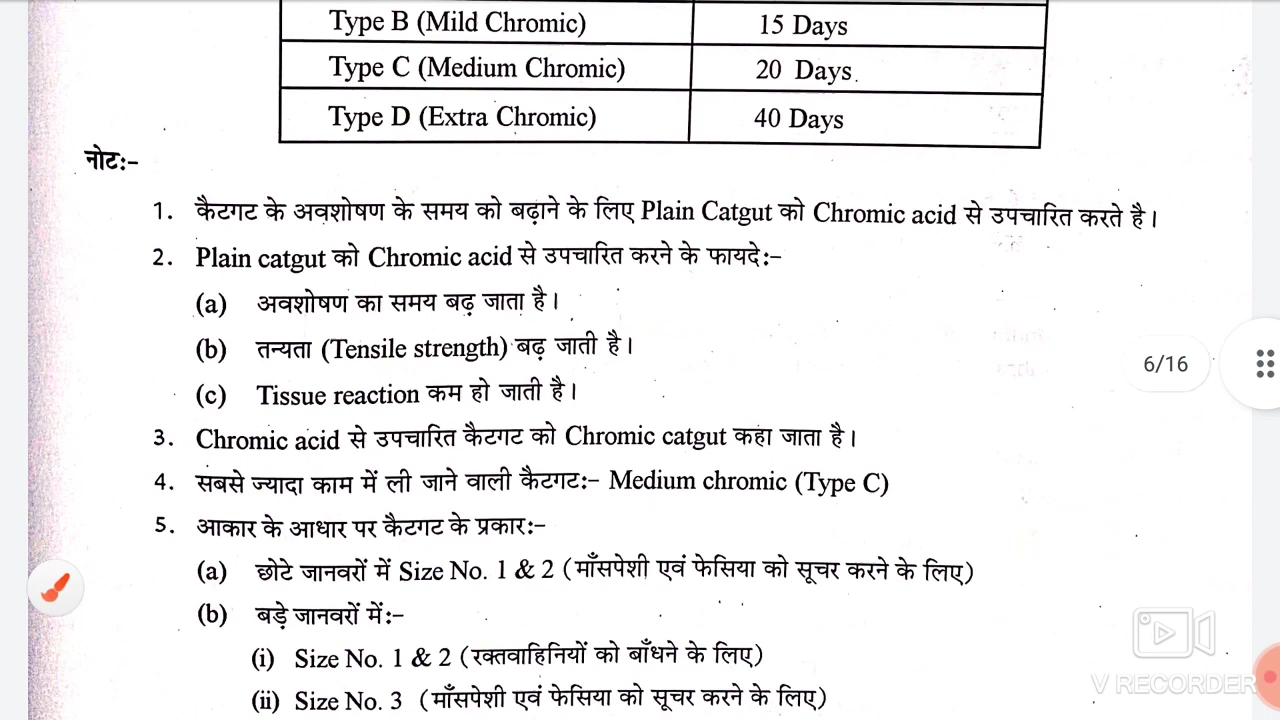 Type B (Mild Chromic) 15 Days
Type C (Medium Chromic) 20 Days.
Type D (Extra Chromic) 40 Days
नोटः-
1. कैटगट के अवशोषण के समय को बढ़ाने के लिए Plain Catgut को Chromic acid से उपचारित करते है।
2. Plain catgut को Chromic acid से उपचारित करने के फायदेः-
(a) अवशोषण का समय बढ़ जाता है।
(b) तन्यता (Tensile strength) बढ़ जाती है।
(c) Tissue reaction कम हो जाती है।
6/16
3. Chromic acid से उपचारित कैटगट को Chromic catgut कहा जाता है।
4. सबसे ज्यादा काम में ली जाने वाली कैटगटः- Medium chromic (Type C)
5. आकार के आधार पर कैटगट के प्रकारः-
(a) छोटे जानवरों में Size No. 1 & 2 (माँसपेशी एवं फेसिया को सूचर करने के लिए)
(b) बड़े जानवरों मेंः-
(i) Size No. 1 & 2 (रक्तवाहिनियों को बाँधने के लिए)
(ii) Size No. 3 (माँसपेशी एवं फेसिया को सूचर करने के लिए)
V RECORDER